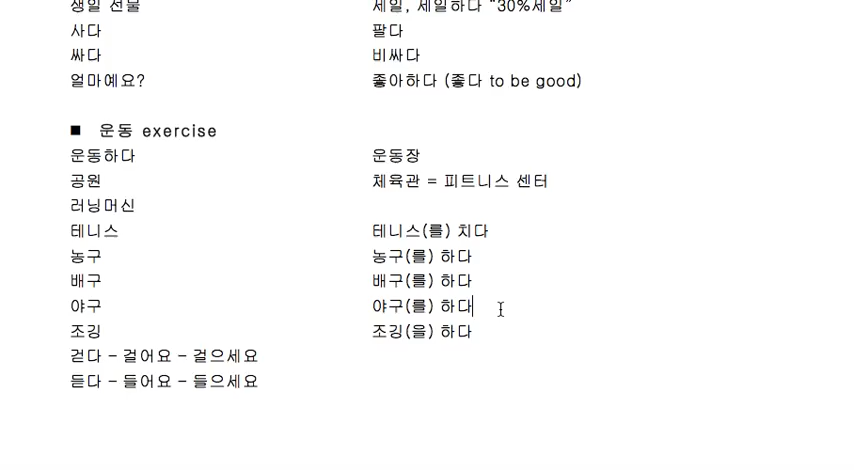 생일 선물 세일, 세일하다 “30%세일”
사다 팔다
싸다 비싸다
얼마예요? 좋아하다 (좋다 to be good)
■ 운동 exercise
운동하다 운동장
공원 체육관 = 피트니스 센터
러닝머신
테니스 테니스(를) 치다
농구 농구(를) 하다
배구 배구(를) 하다
야구 야구(를) 하다
조깅 조깅(을) 하다
걷다 – 걸어요 – 걸으세요
듣다 – 들어요 – 들으세요